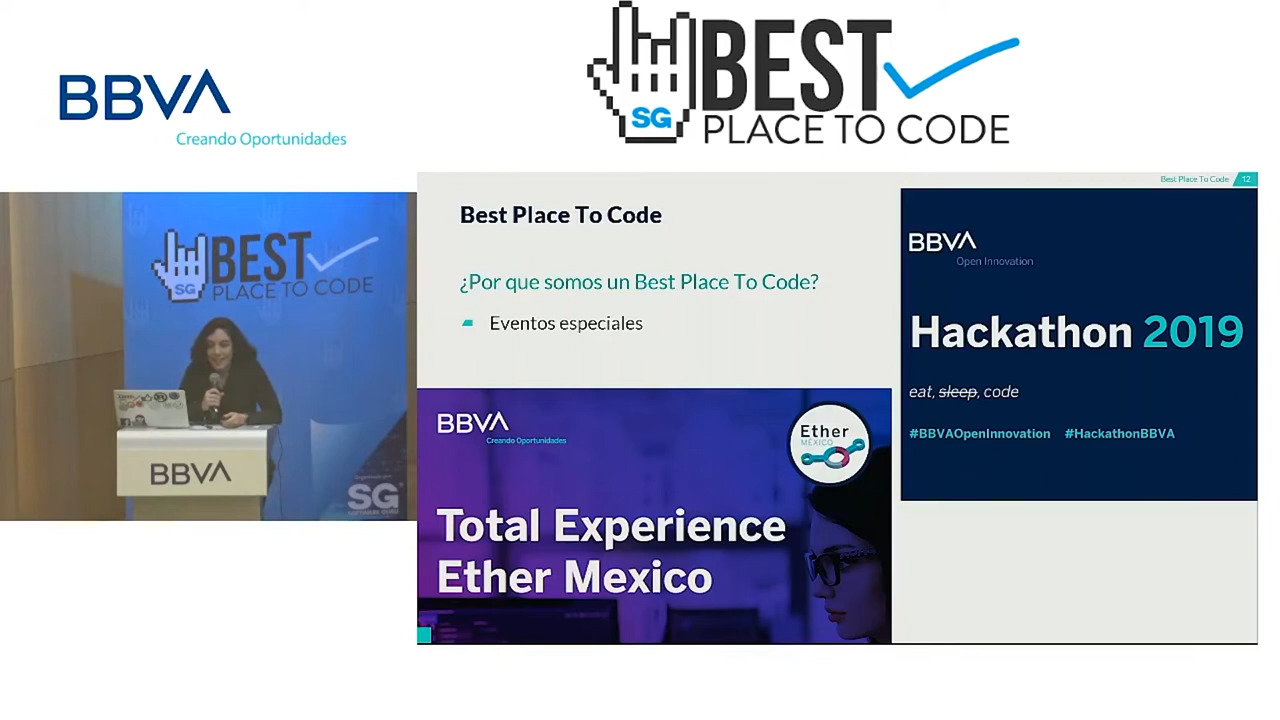 BBVA
Creando Oportunidades
SG
BEST
PLACE TO CODE
SG
BEST
PLACE TO CODE
BBVA
SG
Best Place To Code 12
Best Place To Code
¿Por que somos un Best Place To Code?
Eventos especiales
BBVA
Creando Oportunidades
Ether
MEXICO
Total Experience
Ether Mexico
BBVA
Open Innovation
Hackathon 2019
eat, sleep, code
#BBVAOpenInnovation #HackathonBBVA